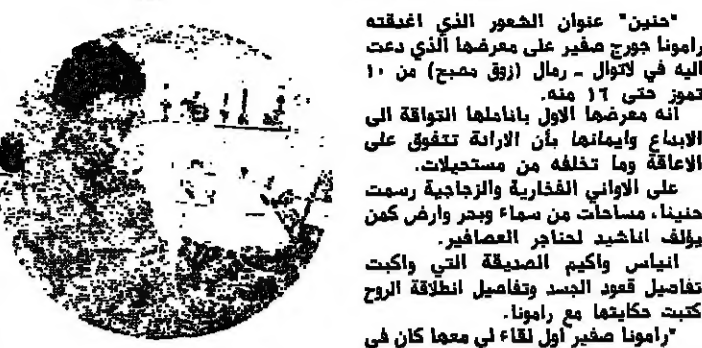 "حنين" عنوان الشعور الذي اغدقته
رامونا جورج صفير على معرضها الذي دعت
اليه في لاتوال ـ رمال (زوق مصبح) من ١٠
تموز حتى ١٦ منه.
انه معرضها الاول باناملها التواقة الى
الابداع وايمانها بأن الارادة تتفوق على
الاعاقة وما تخلفه من مستحيلات.
على الاواني الفخارية والزجاجية رسمت
حنينا، مساحات من سماء وبحر وارض كمن
يؤلف اناشيد لحناجر العصافير.
انياس واكيم الصديقة التي واكبت
تفاصيل قعود الجسد وتفاصيل انطلاقة الروح
كتبت حكايتها مع رامونا.
"رامونا صفير اول لقاء لي معها كان في